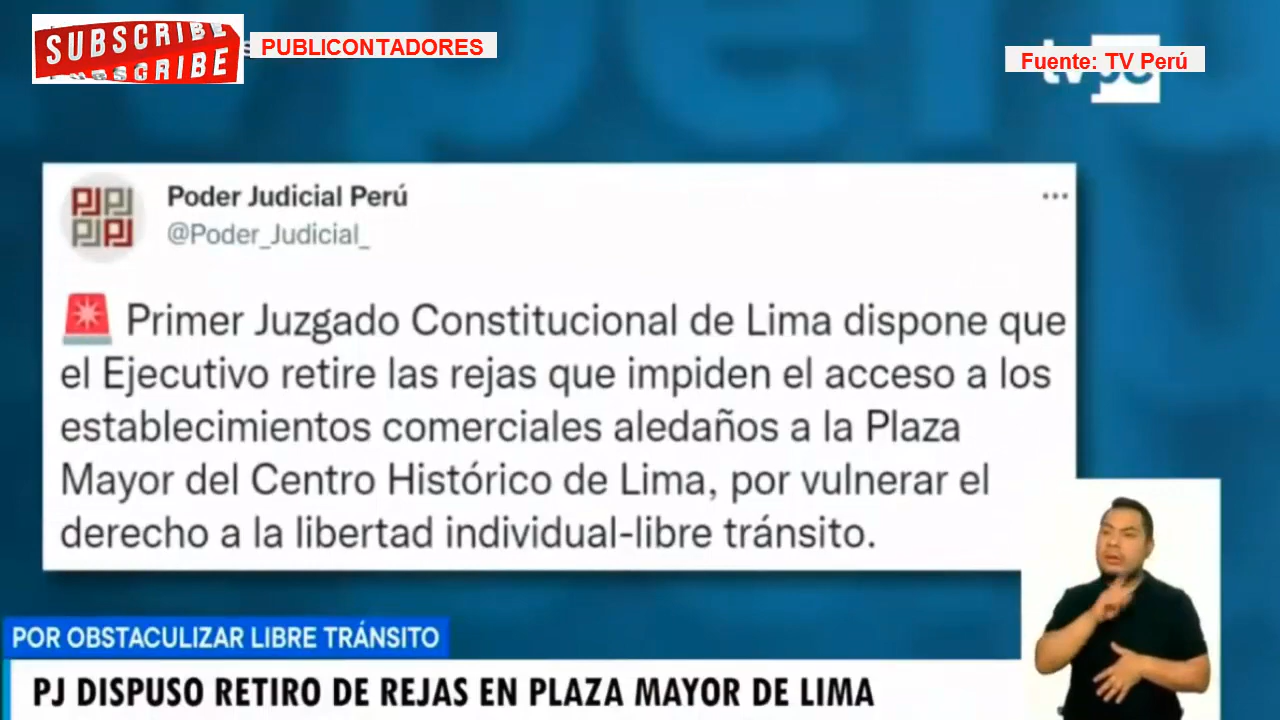 SUBSCRIBE
SUBSCRIBE
PUBLICONTADORES
Fuente: TV Perú
Poder Judicial Perú
@Poder_Judicial_
Primer Juzgado Constitucional de Lima dispone que
el Ejecutivo retire las rejas que impiden el acceso a los
establecimientos comerciales aledaños a la Plaza
Mayor del Centro Histórico de Lima, por vulnerar el
derecho a la libertad individual-libre tránsito.
POR OBSTACULIZAR LIBRE TRÁNSITO
PJ DISPUSO RETIRO DE REJAS EN PLAZA MAYOR DE LIMA